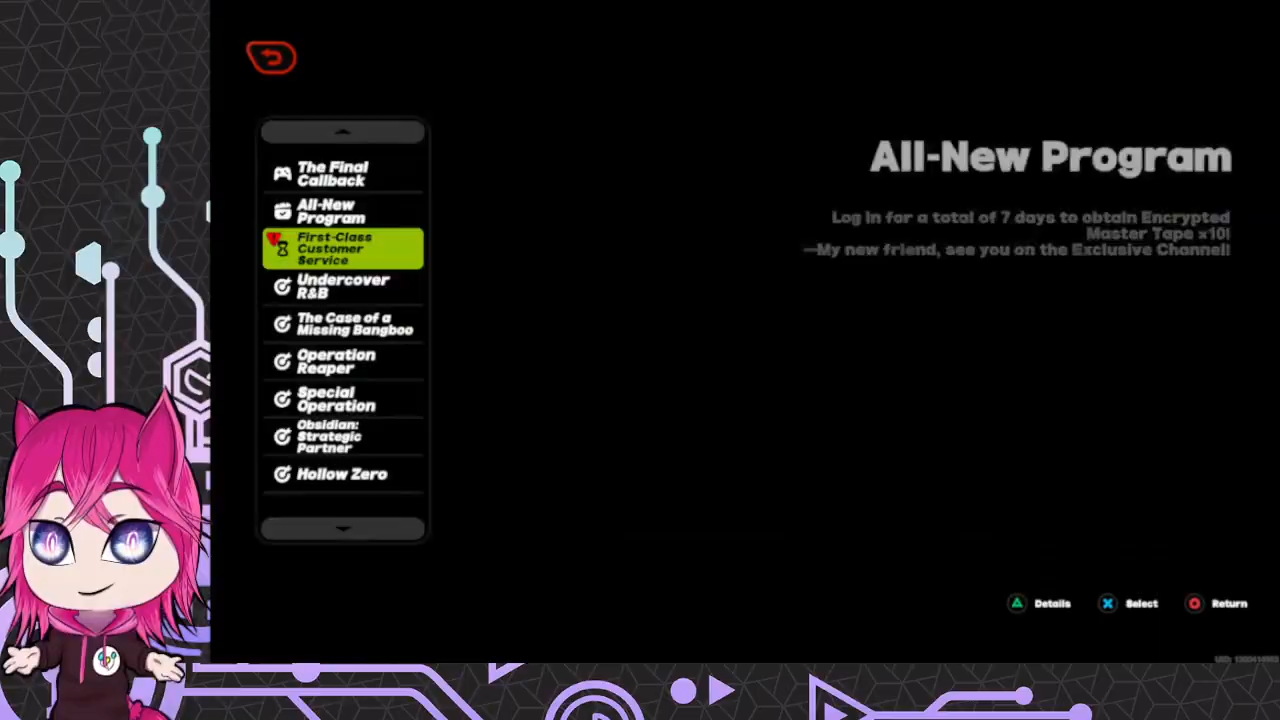 The Final
Callback
All-New
Program
First-Class
Customer
Service
Undercover
R&B
The Case of a
Missing Bangboo
Operation
Reaper
Special
Operation
Obsidian:
Strategic
Partner
Hollow Zero
All-New Program
Log in for a total of 7 days to obtain Encrypted
Master Tape ×10!
—My new friend, see you on the Exclusive Channel!
Details
Select
Return